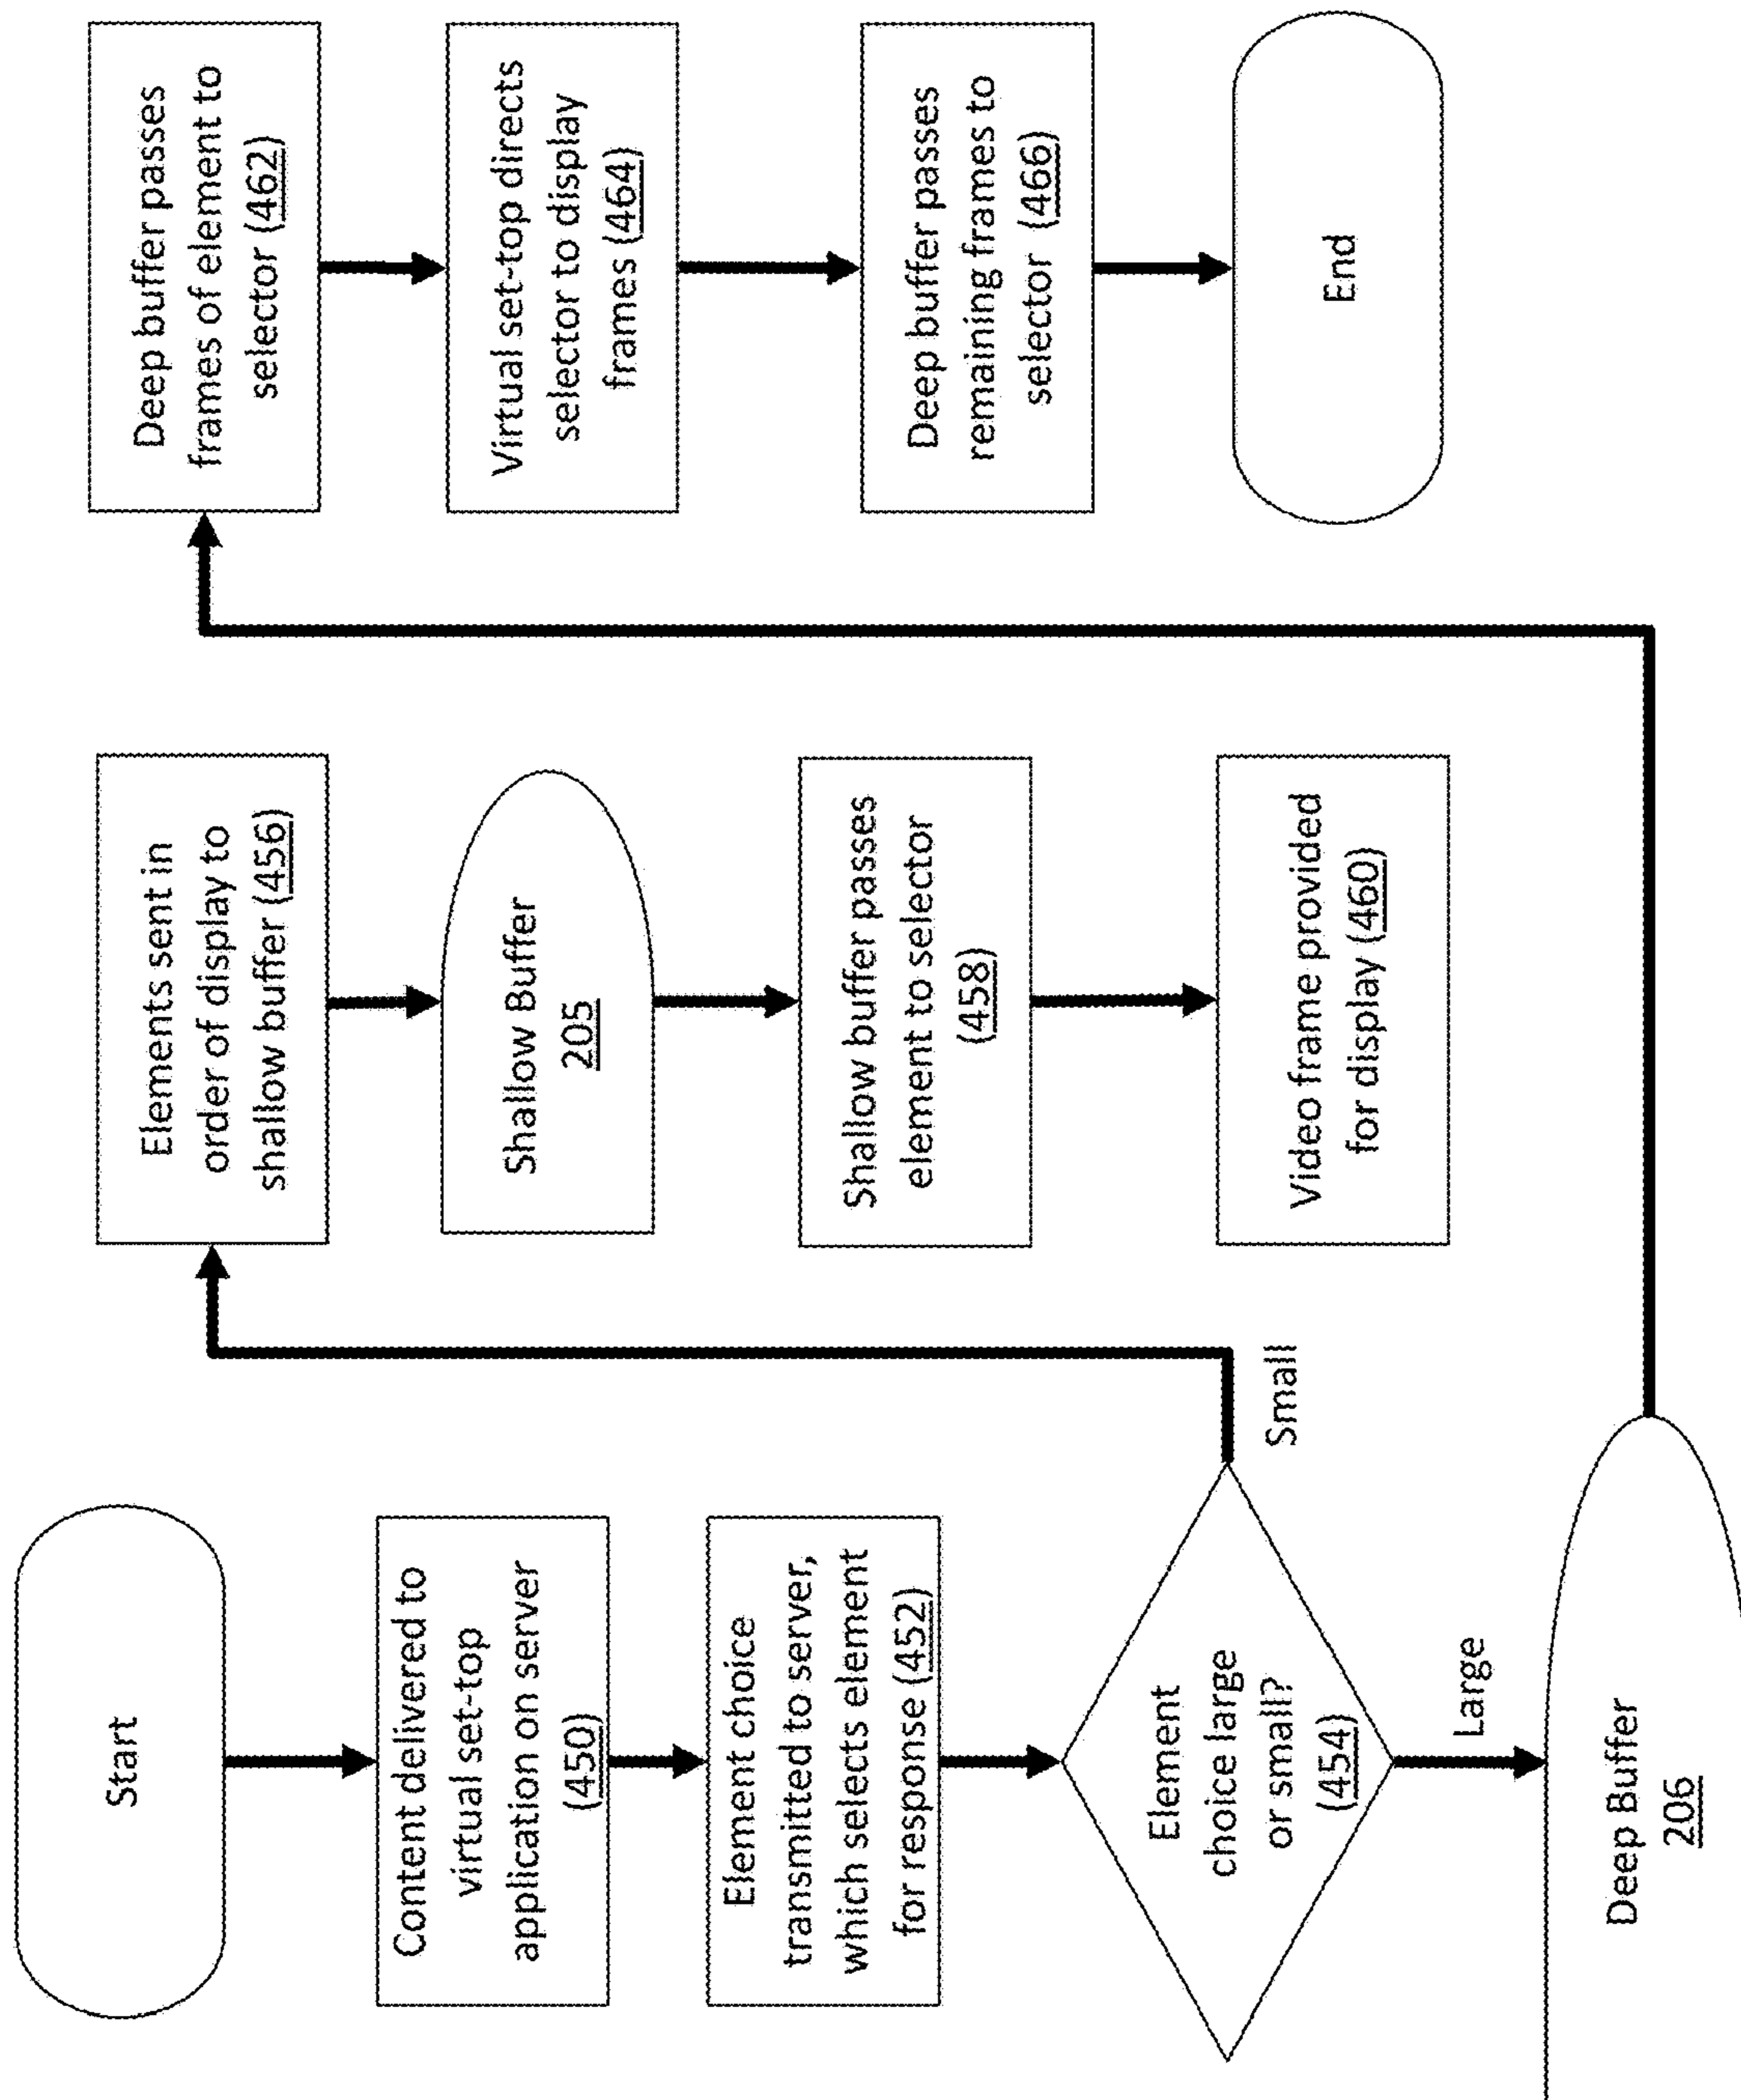 Start
Content delivered to
virtual set-top
application on server
(450)
Element choice
transmitted to server,
which selects element
for response (452)
Element
choice large
or small?
(454)
Small
Large
Deep Buffer
206
Elements sent in
order of display to
shallow buffer (456)
Shallow Buffer
205
Shallow buffer passes
element to selector
(458)
Video frame provided
for display (460)
Deep buffer passes
frames of element to
selector (462)
Virtual set-top directs
selector to display
frames (464)
Deep buffer passes
remaining frames to
selector (466)
End